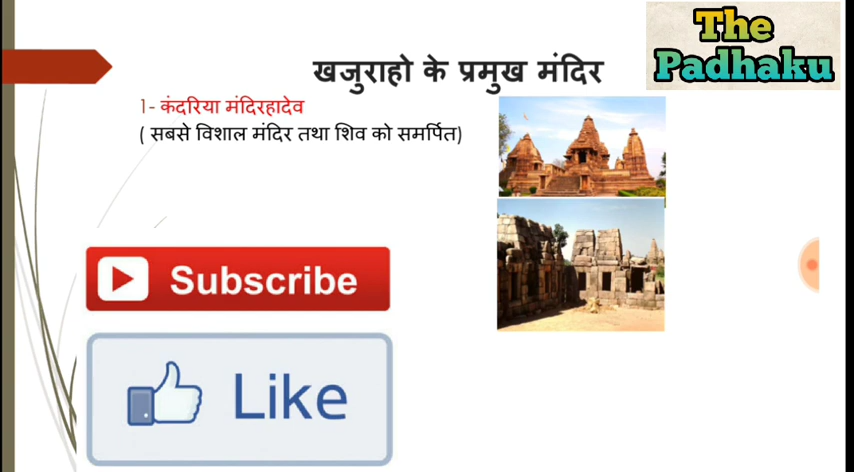 The
Padhaku
खजुराहो के प्रमुख मंदिर
1- कंदरिया मंदिरहादेव
( सबसे विशाल मंदिर तथा शिव को समर्पित)
Subscribe
Like